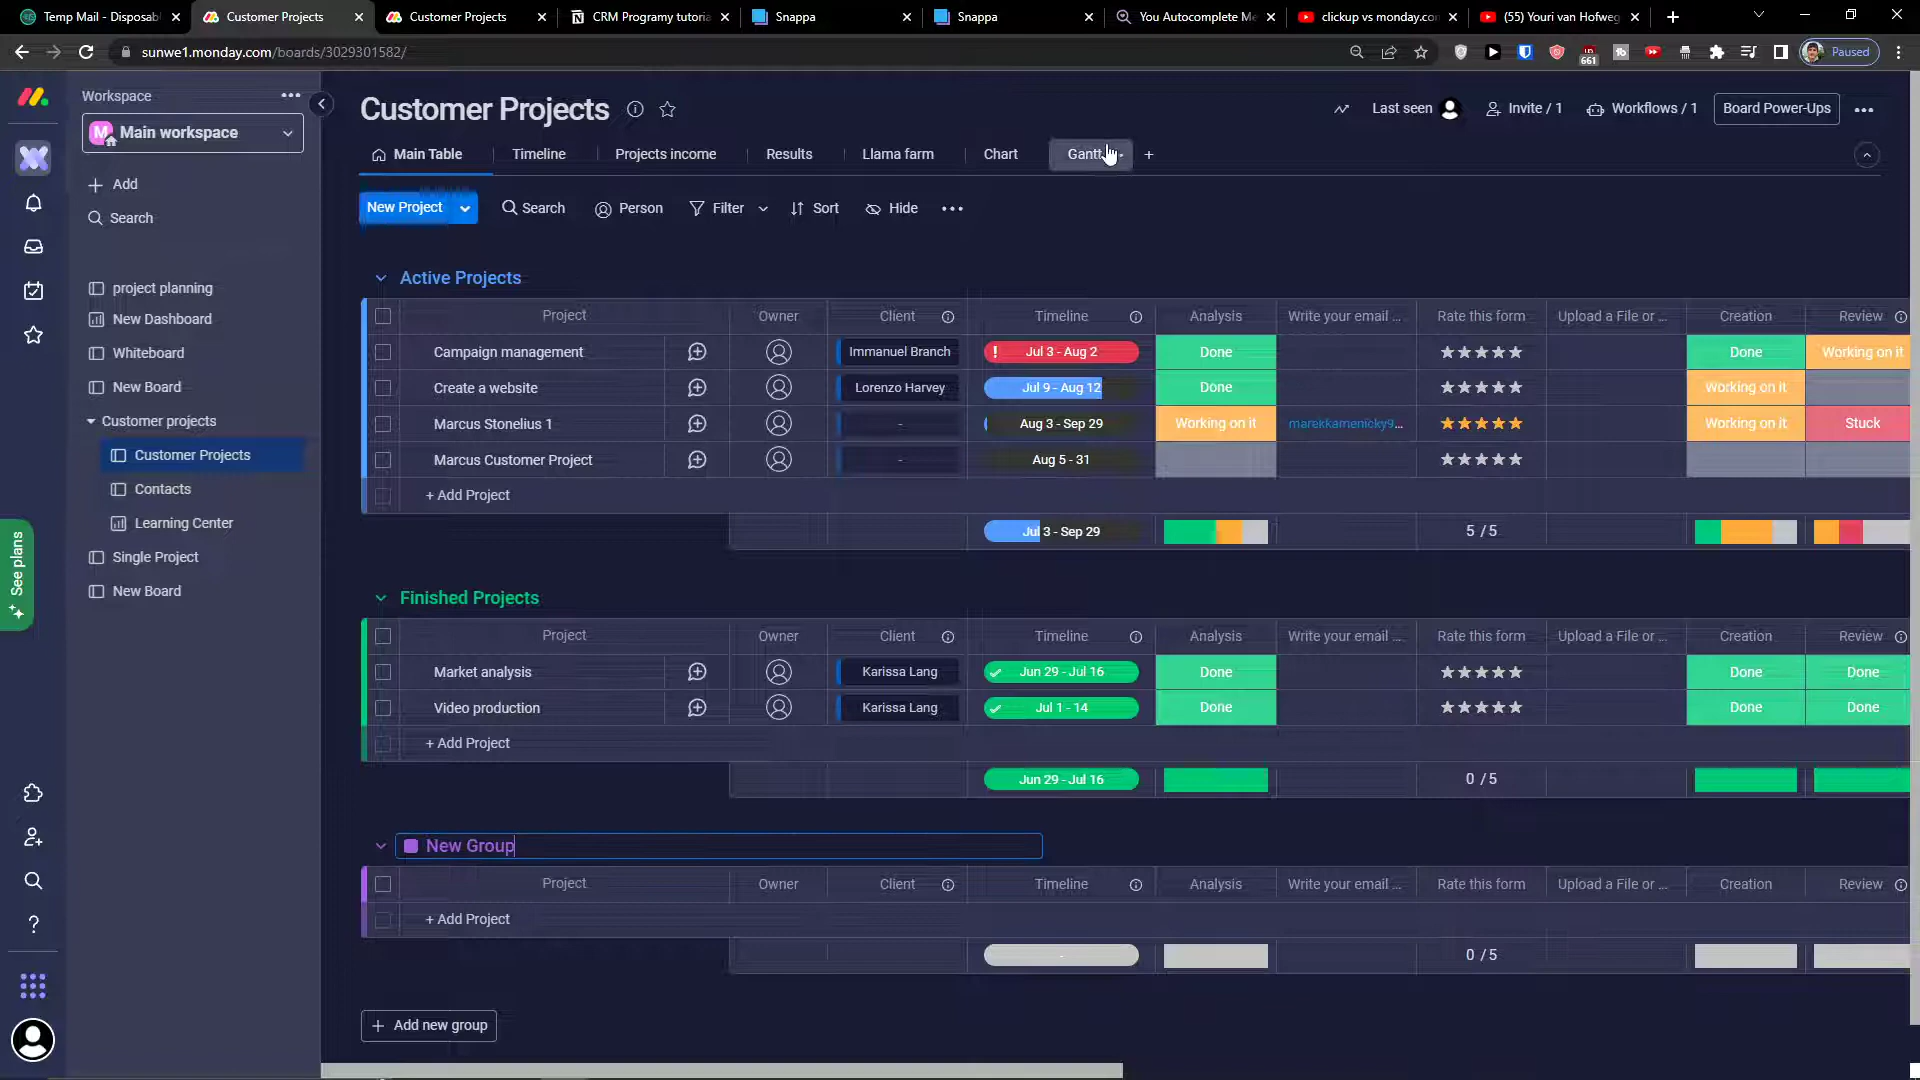 Temp Mail - Disposab
Customer Projects
Customer Projects
CRM Programy tutoria
Snappa
Snappa
You Autocomplete Me
clickup vs monday.con
(55) Youri van Hofweg
sunwe1.monday.com/boards/3029301582/
661
Paused
Workspace
M
Main workspace
Add
Search
project planning
New Dashboard
Whiteboard
New Board
Customer projects
Customer Projects
Contacts
Learning Center
Single Project
New Board
See plans
Customer Projects
Last seen
Invite / 1
Workflows / 1
Board Power-Ups
Main Table
Timeline
Projects income
Results
Llama farm
Chart
Gantt
+
New Project
Search
Person
Filter
Sort
Hide
Active Projects
Project Owner Client Timeline Analysis Write your email ... Rate this form Upload a File or ... Creation Review
Campaign management Immanuel Branch ! Jul 3 - Aug 2 Done Done Working on it
Create a website Lorenzo Harvey Jul 9 - Aug 12 Done Working on it
Marcus Stonelius 1 - Aug 3 - Sep 29 Working on it marekkamenicky9... Working on it Stuck
Marcus Customer Project - Aug 5 - 31
+ Add Project
Jul 3 - Sep 29 5 / 5
Finished Projects
Project Owner Client Timeline Analysis Write your email ... Rate this form Upload a File or ... Creation Review
Market analysis Karissa Lang Jun 29 - Jul 16 Done Done Done
Video production Karissa Lang Jul 1 - 14 Done Done Done
+ Add Project
Jun 29 - Jul 16 0 / 5
New Group
Project Owner Client Timeline Analysis Write your email ... Rate this form Upload a File or ... Creation Review
+ Add Project
- 0 / 5
+ Add new group